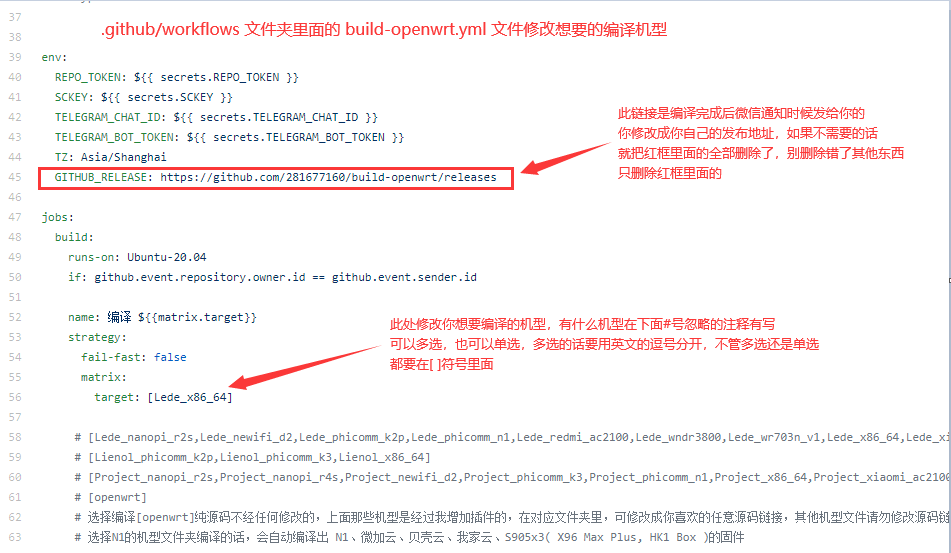 37
.github/workflows 文件夹里面的 build-openwrt.yml 文件修改想要的编译机型
38
39 env:
40 REPO_TOKEN: ${{ secrets.REPO_TOKEN }}
41 SCKEY: ${{ secrets.SCKEY }}
42 TELEGRAM_CHAT_ID: ${{ secrets.TELEGRAM_CHAT_ID }}
43 TELEGRAM_BOT_TOKEN: ${{ secrets.TELEGRAM_BOT_TOKEN }}
44 TZ: Asia/Shanghai
45 GITHUB_RELEASE: https://github.com/281677160/build-openwrt/releases
此链接是编译完成后微信通知时候发给你的
你修改成你自己的发布地址，如果不需要的话
就把红框里面的全部删除了，别删除错了其他东西
只删除红框里面的
46
47 jobs:
48 build:
49 runs-on: Ubuntu-20.04
50 if: github.event.repository.owner.id == github.event.sender.id
51
52 name: 编译 ${{matrix.target}}
53 strategy:
54 fail-fast: false
55 matrix:
56 target: [Lede_x86_64]
此处修改你想要编译的机型，有什么机型在下面#号忽略的注释有写
可以多选，也可以单选，多选的话要用英文的逗号分开，不管多选还是单选
都要在[ ]符号里面
57
58 # [Lede_nanopi_r2s,Lede_newifi_d2,Lede_phicomm_k2p,Lede_phicomm_n1,Lede_redmi_ac2100,Lede_wndr3800,Lede_wr703n_v1,Lede_x86_64,Lede_xi
59 # [Lienol_phicomm_k2p,Lienol_phicomm_k3,Lienol_x86_64]
60 # [Project_nanopi_r2s,Project_nanopi_r4s,Project_newifi_d2,Project_phicomm_k3,Project_phicomm_n1,Project_x86_64,Project_xiaomi_ac2100
61 # [openwrt]
62 # 选择编译[openwrt]纯源码不经任何修改的，上面那些机型是经过我增加插件的，在对应文件夹里，可修改成你喜欢的任意源码链接，其他机型文件请勿修改源码链
63 # 选择N1的机型文件夹编译的话，会自动编译出 N1、微加云、贝壳云、我家云、S905x3( X96 Max Plus, HK1 Box )的固件